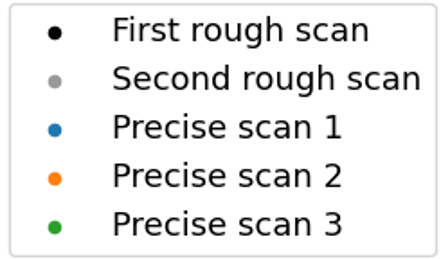 First rough scan
Second rough scan
Precise scan 1
Precise scan 2
Precise scan 3